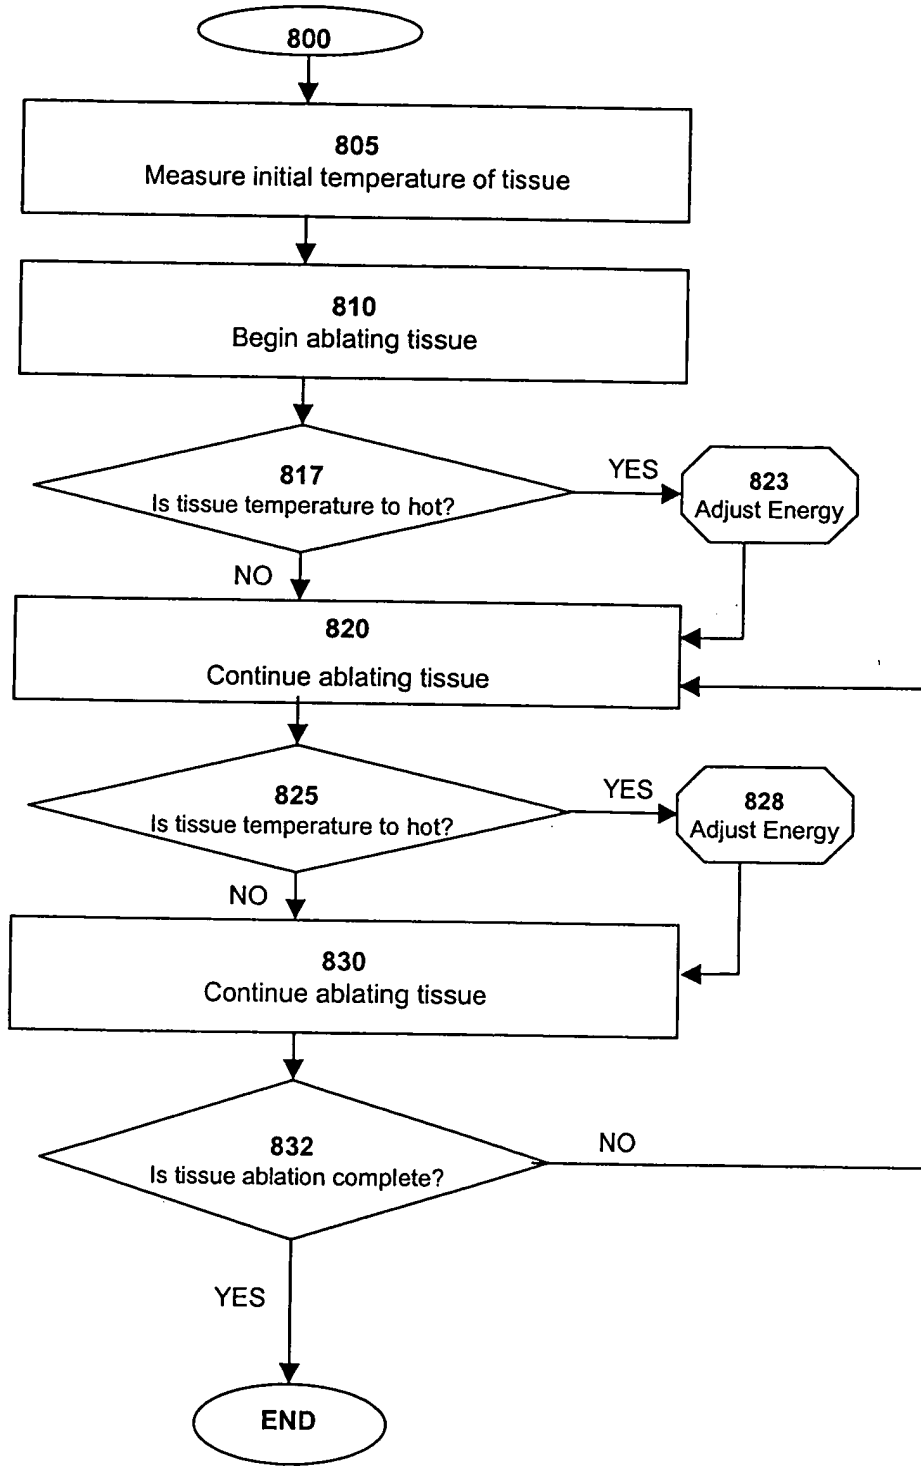 800
805
Measure initial temperature of tissue
810
Begin ablating tissue
817
Is tissue temperature to hot?
YES
823
Adjust Energy
NO
820
Continue ablating tissue
825
Is tissue temperature to hot?
YES
828
Adjust Energy
NO
830
Continue ablating tissue
832
Is tissue ablation complete?
NO
YES
END